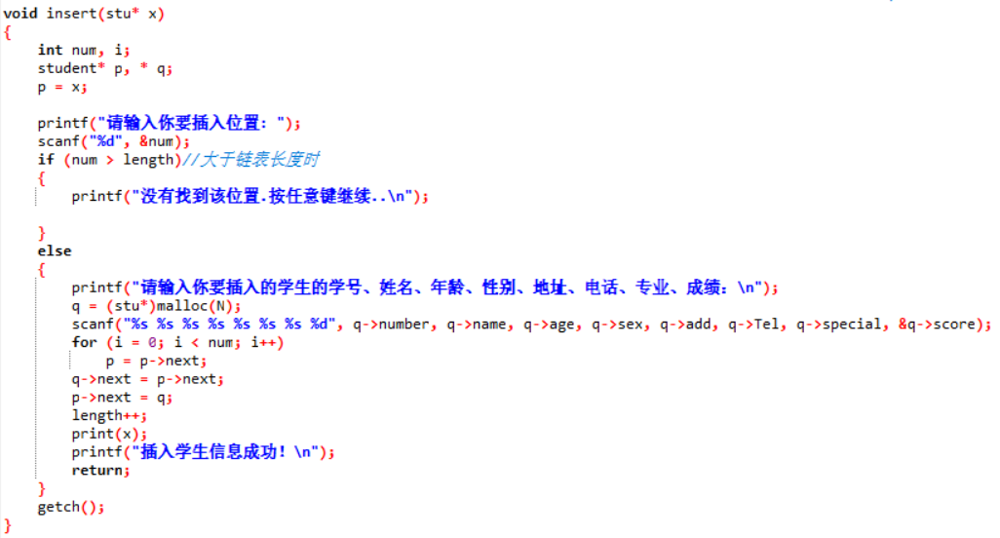 void insert(stu* x)
{
    int num, i;
    student* p, * q;
    p = x;

    printf("请输入你要插入位置: ");
    scanf("%d", &num);
    if (num > length)//大于链表长度时
    {
        printf("没有找到该位置.按任意键继续..\n");

    }
    else
    {
        printf("请输入你要插入的学生的学号、姓名、年龄、性别、地址、电话、专业、成绩: \n");
        q = (stu*)malloc(N);
        scanf("%s %s %s %s %s %s %s %d", q->number, q->name, q->age, q->sex, q->add, q->Tel, q->special, &q->score);
        for (i = 0; i < num; i++)
            p = p->next;
        q->next = p->next;
        p->next = q;
        length++;
        print(x);
        printf("插入学生信息成功! \n");
        return;
    }
    getch();
}